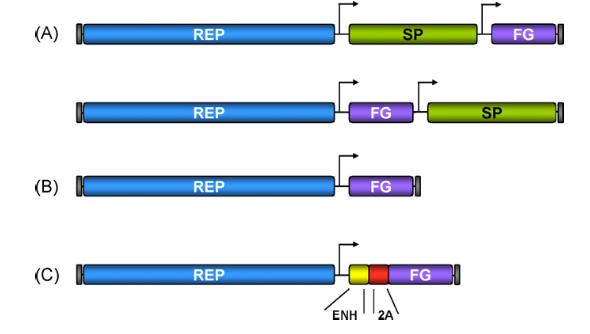 (A) REP SP FG
REP FG SP
(B) REP FG
(C) REP FG
ENH 2A